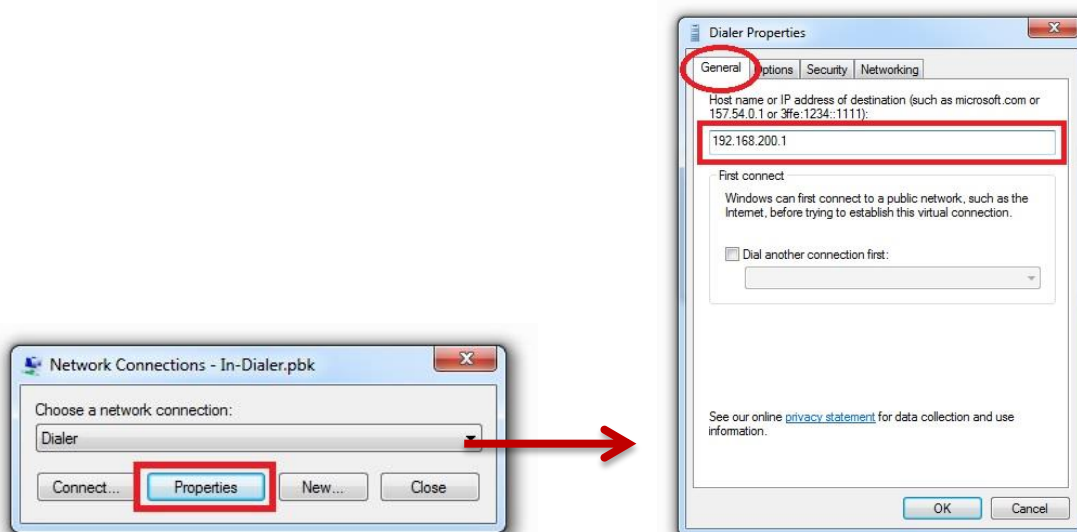 Network Connections - In-Dialer.pbk
Choose a network connection:
Dialer
Connect... Properties New... Close
Dialer Properties
General Options Security Networking
Host name or IP address of destination (such as microsoft.com or
157.54.0.1 or 3ffe:1234::1111):
192.168.200.1
First connect
Windows can first connect to a public network, such as the
Internet, before trying to establish this virtual connection.
Dial another connection first:
See our online privacy statement for data collection and use
information.
OK Cancel